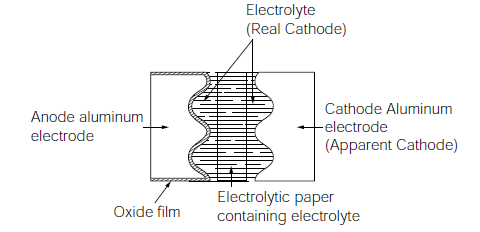 Electrolyte
(Real Cathode)
Anode aluminum
electrode
Cathode Aluminum
electrode
(Apparent Cathode)
Oxide film
Electrolytic paper
containing electrolyte